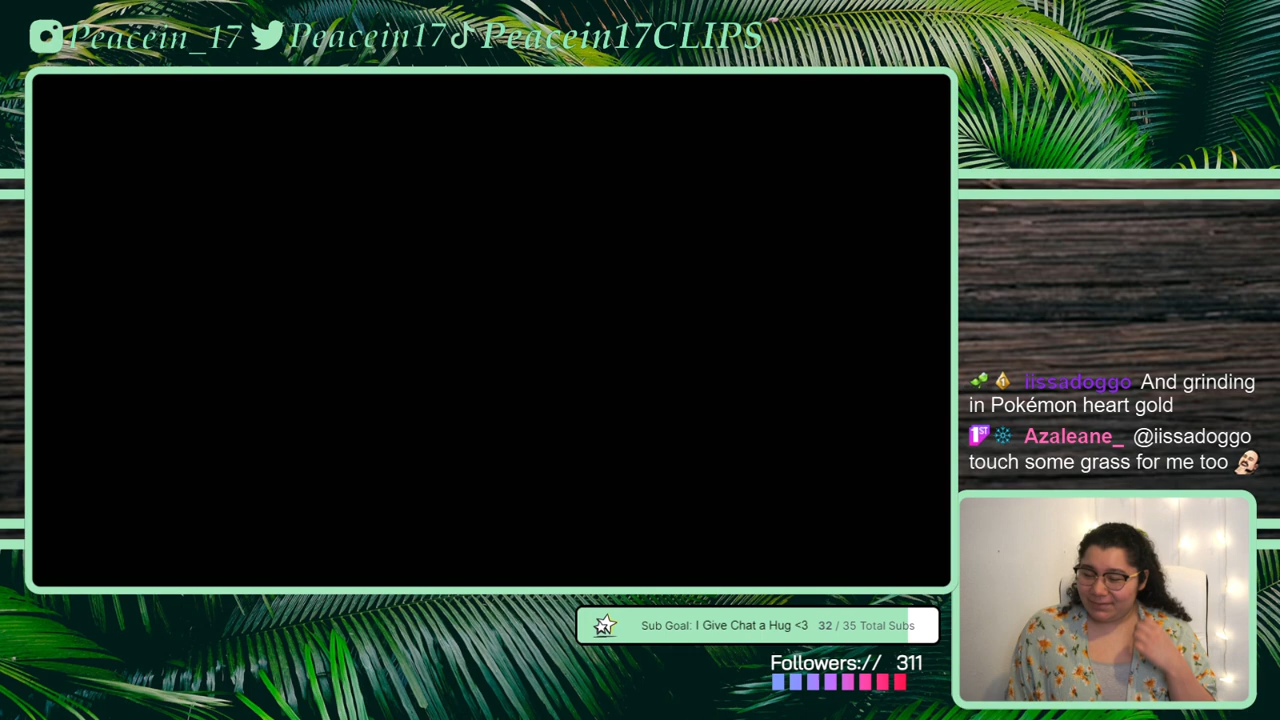 Peacein_17 Peacein17 Peacein17CLIPS
iissadoggo And grinding
in Pokémon heart gold
1ST Azaleane_ @iissadoggo
touch some grass for me too
Sub Goal: I Give Chat a Hug <3 32 / 35 Total Subs
Followers:// 311